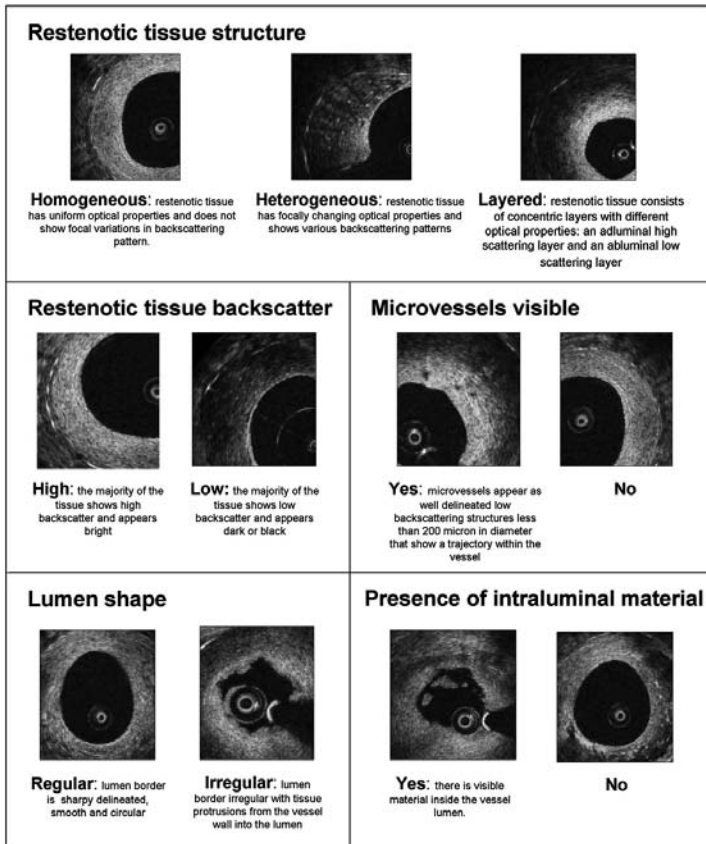 Restenotic tissue structure
Homogeneous: restenotic tissue
has uniform optical properties and does not
show focal variations in backscattering
pattern.
Heterogeneous: restenotic tissue
has focally changing optical properties and
shows various backscattering patterns
Layered: restenotic tissue consists
of concentric layers with different
optical properties: an adluminal high
scattering layer and an abluminal low
scattering layer
Restenotic tissue backscatter
High: the majority of the
tissue shows high
backscatter and appears
bright
Low: the majority of the
tissue shows low
backscatter and appears
dark or black
Microvessels visible
Yes: microvessels appear as
well delineated low
backscattering structures less
than 200 micron in diameter
that show a trajectory within the
vessel
No
Lumen shape
Regular: lumen border
is sharpy delineated,
smooth and circular
Irregular: lumen
border irregular with tissue
protrusions from the vessel
wall into the lumen
Presence of intraluminal material
Yes: there is visible
material inside the vessel
lumen.
No